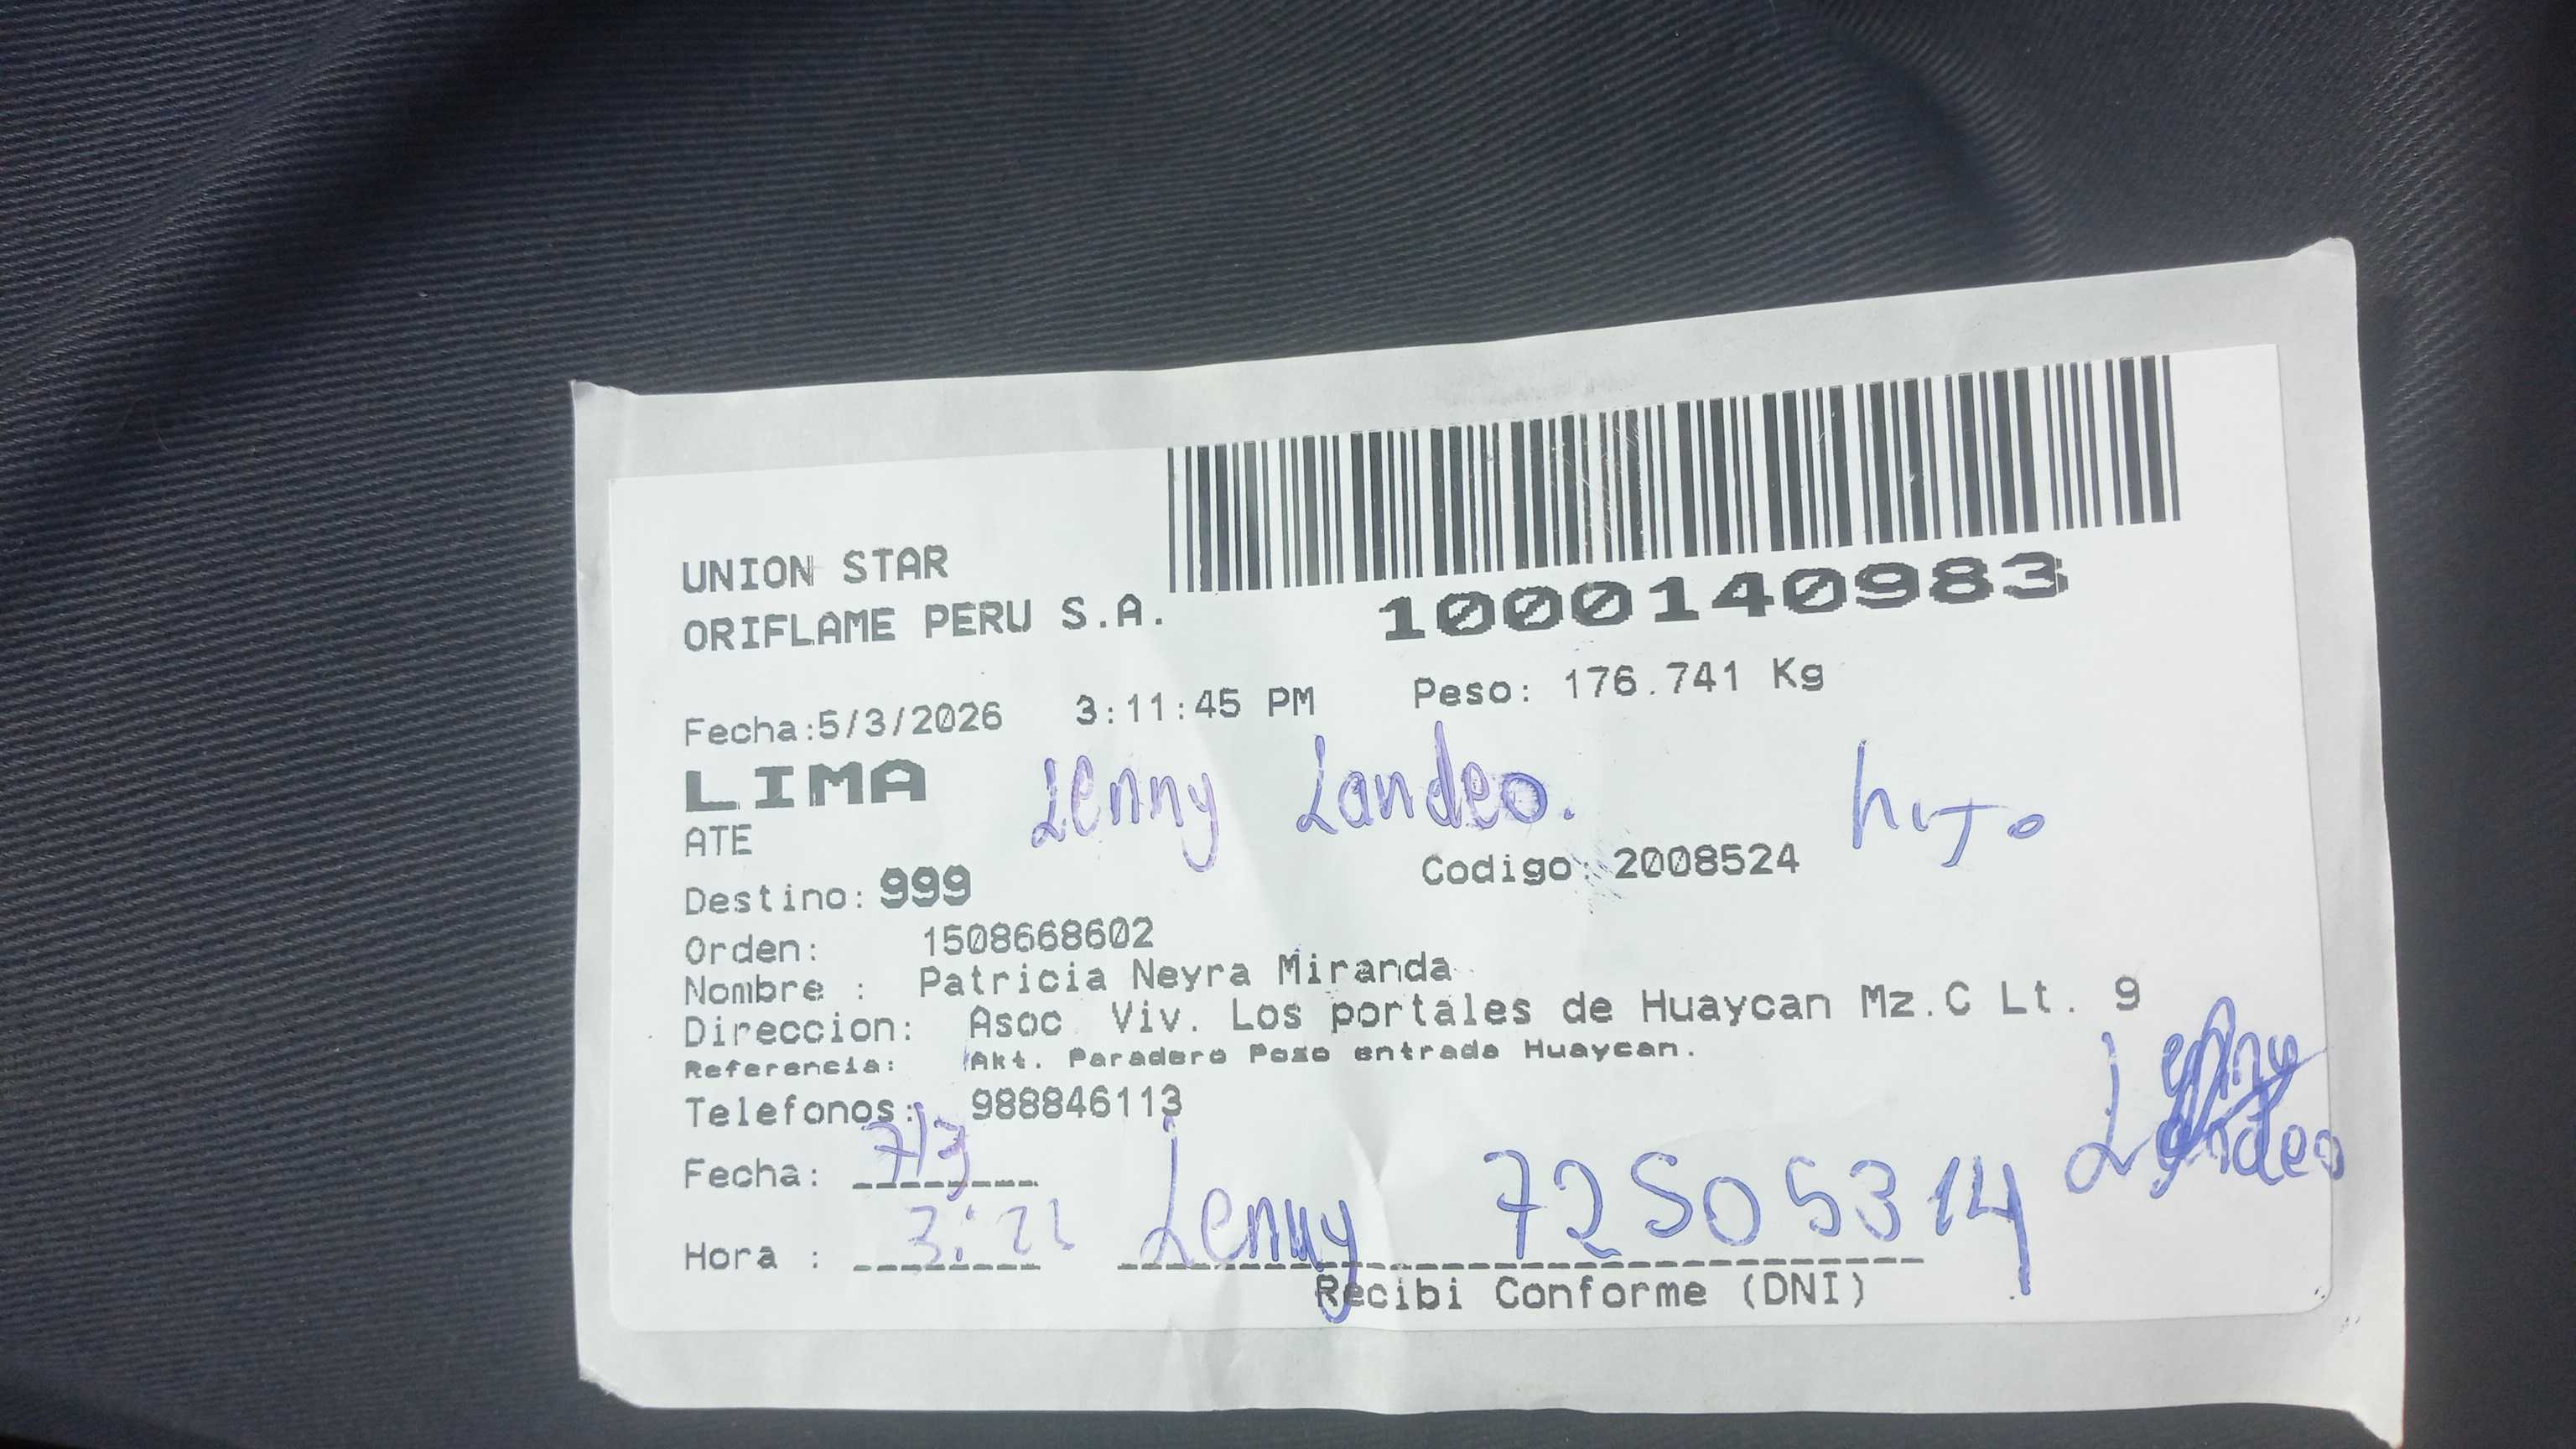 UNION STAR
ORIFLAME PERU S.A.
1000140983
Fecha:5/3/2026 3:11:45 PM Peso: 176.741 Kg
LIMA Lenny Landeo. hijo
ATE
Destino: 999 Codigo: 2008524
Orden: 1508668602
Nombre : Patricia Neyra Miranda
Direccion: Asoc Viv. Los portales de Huaycan Mz.C Lt. 9
Referencia: Akt. Paradero Poso entrada Huaycan.
Telefonos: 988846113
Fecha: 7/3
Lenny
Landeo
Hora : Lenny 72505314
Recibi Conforme (DNI)